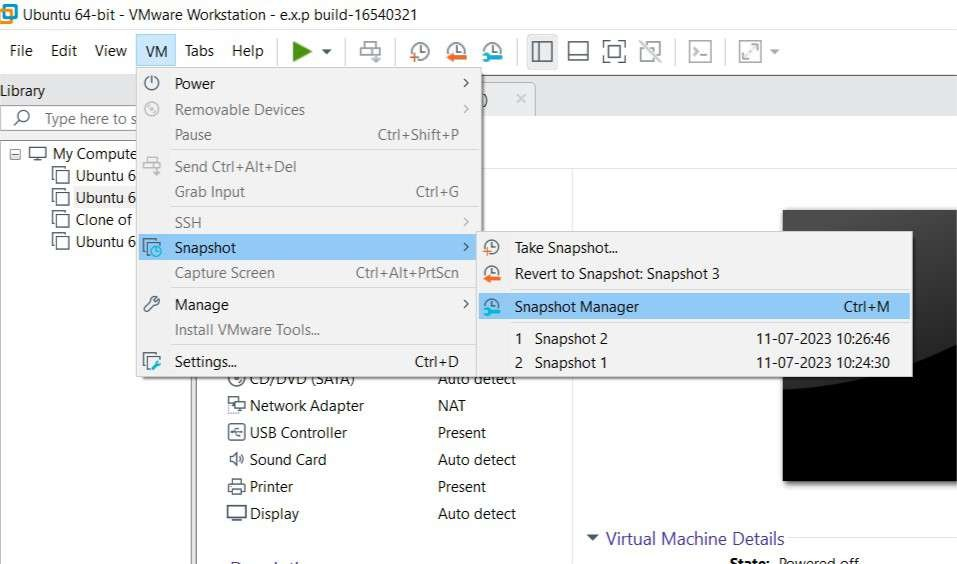 Ubuntu 64-bit - VMware Workstation - e.x.p build-16540321
File Edit View VM Tabs Help
Library
Type here to s
My Compute
Ubuntu 6
Ubuntu 6
Clone of
Ubuntu 6
Power
Removable Devices
Pause Ctrl+Shift+P
Send Ctrl+Alt+Del
Grab Input Ctrl+G
SSH
Snapshot
Capture Screen Ctrl+Alt+PrtScn
Manage
Install VMware Tools...
Settings... Ctrl+D
Take Snapshot...
Revert to Snapshot: Snapshot 3
Snapshot Manager Ctrl+M
1 Snapshot 2 11-07-2023 10:26:46
2 Snapshot 1 11-07-2023 10:24:30
CD/DVD (SATA) Auto detect
Network Adapter NAT
USB Controller Present
Sound Card Auto detect
Printer Present
Display Auto detect
Virtual Machine Details
State: Powered off